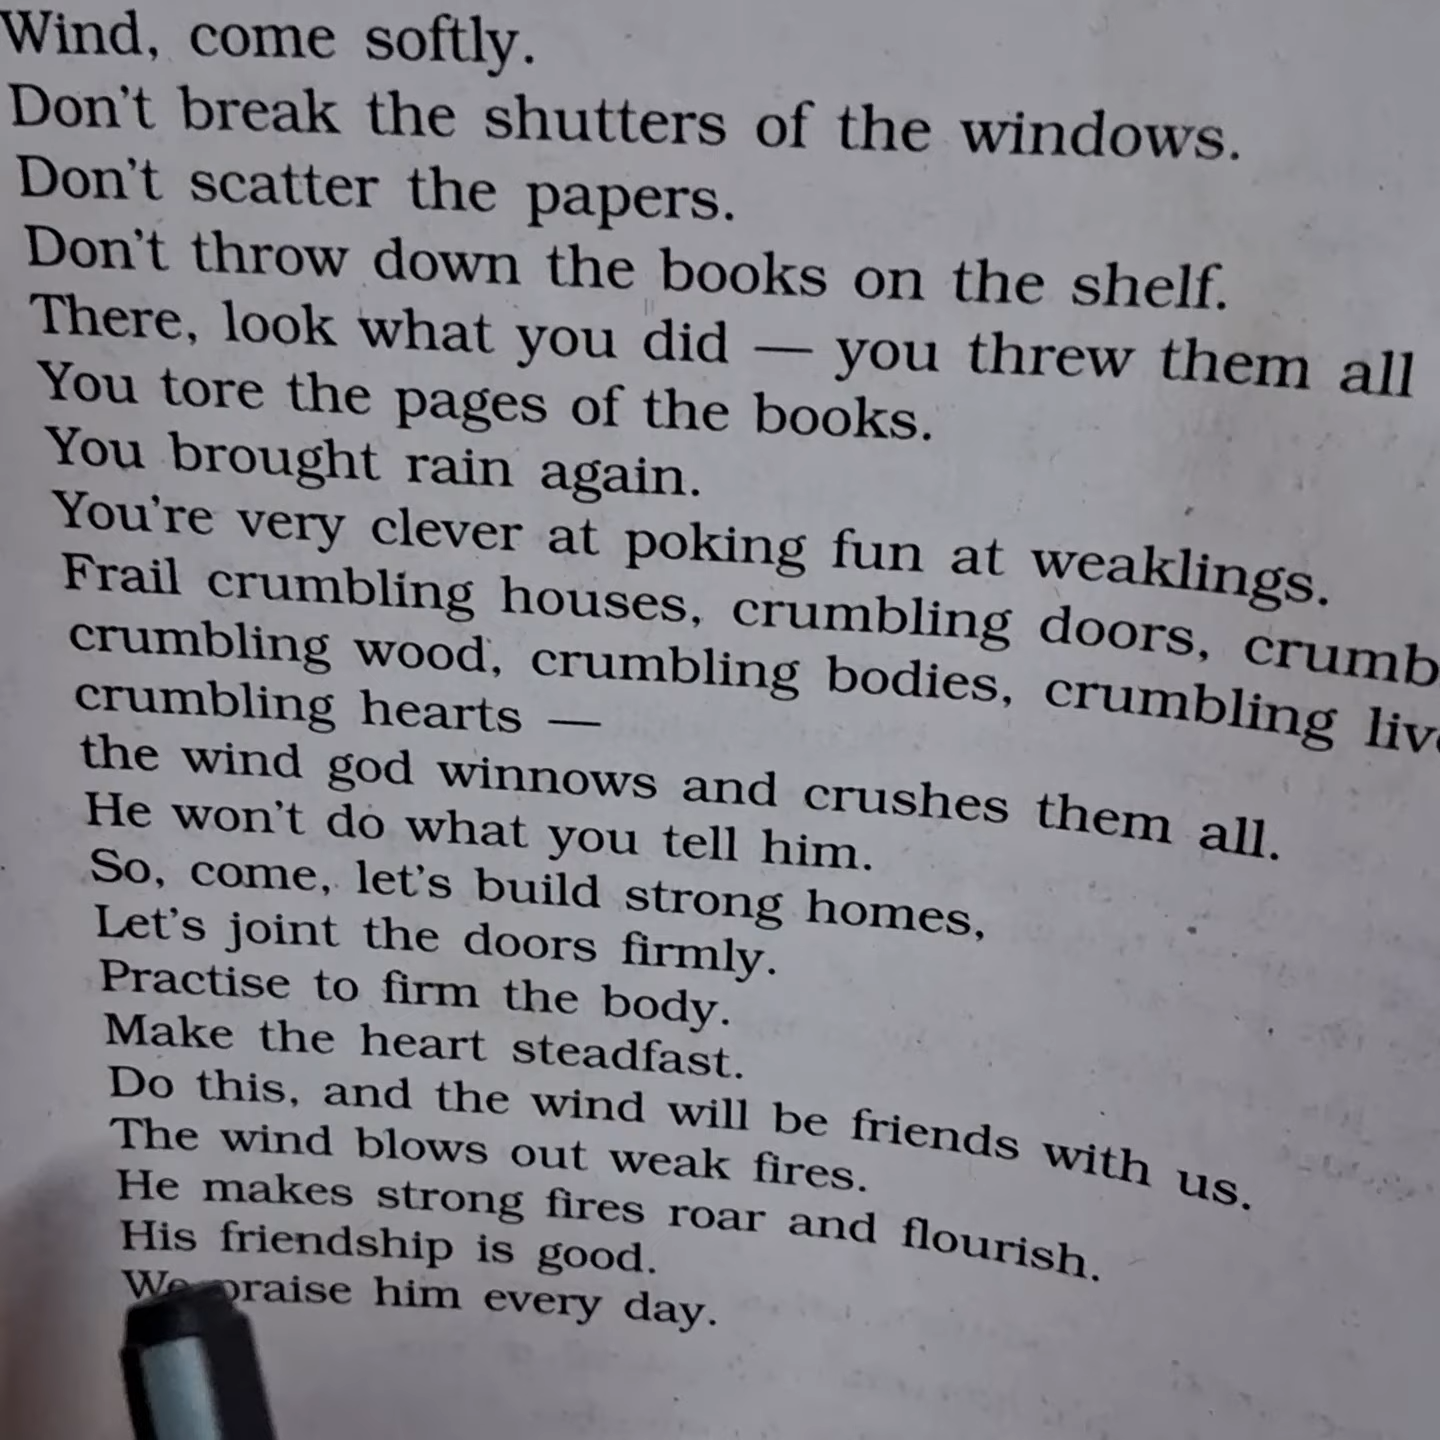 Wind, come softly.
Don't break the shutters of the windows.
Don't scatter the papers.
Don't throw down the books on the shelf.
There, look what you did — you threw them all
You tore the pages of the books.
You brought rain again.
You're very clever at poking fun at weaklings.
Frail crumbling houses, crumbling doors,
crumbling wood, crumbling bodies, crumbling
crumbling hearts —
the wind god winnows and crushes them all.
He won't do what you tell him.
So, come, let's build strong homes,
Let's joint the doors firmly.
Practise to firm the body.
Make the heart steadfast.
Do this, and the wind will be friends with us.
The wind blows out weak fires.
He makes strong fires roar and flourish.
His friendship is good.
We praise him every day.